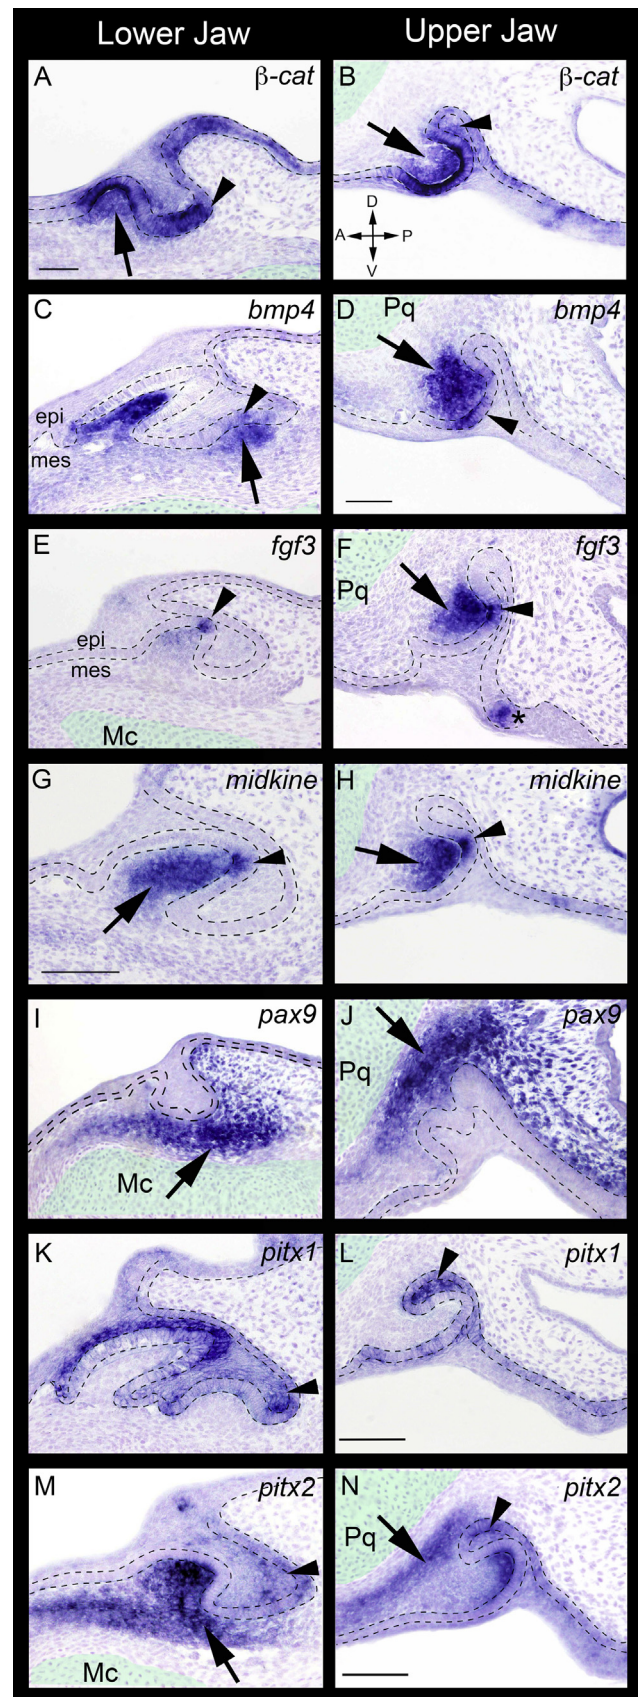 Lower Jaw Upper Jaw
A β-cat
B β-cat
D
A P
V
C bmp4
epi
mes
Pq
D bmp4
E fgf3
epi
mes
Mc
F fgf3
Pq
*
G midkine
H midkine
I pax9
Mc
J pax9
Pq
K pitx1
L pitx1
M pitx2
Mc
N pitx2
Pq